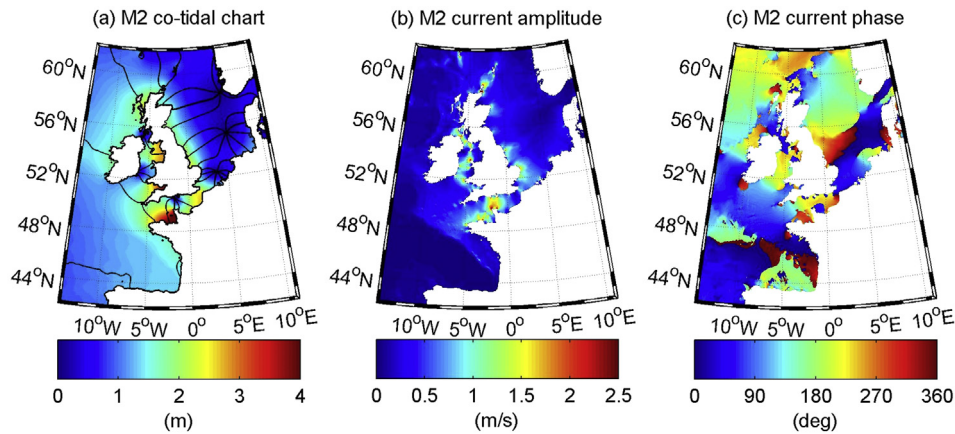 (a) M2 co-tidal chart
(b) M2 current amplitude
(c) M2 current phase
60°N
56°N
52°N
48°N
44°N
10°W 5°W 0° 5°E 10°E
60°N
56°N
52°N
48°N
44°N
10°W 5°W 0° 5°E 10°E
60°N
56°N
52°N
48°N
44°N
10°W 5°W 0° 5°E 10°E
0 1 2 3 4
(m)
0 0.5 1 1.5 2 2.5
(m/s)
0 90 180 270 360
(deg)